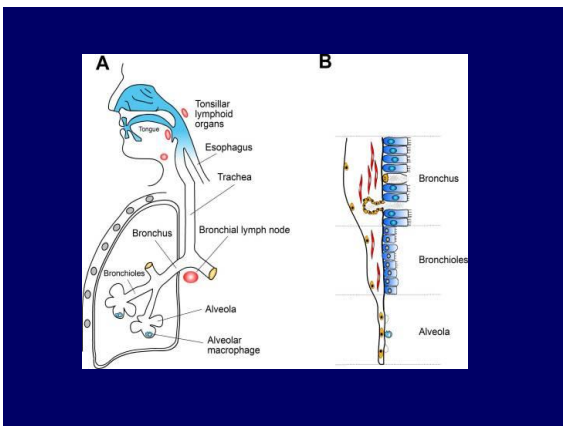 A
B
Tonsillar
lymphoid
organs
Tongue
Esophagus
Trachea
Bronchus
Bronchial lymph node
Bronchioles
Alveola
Alveolar
macrophage
Bronchus
Bronchioles
Alveola